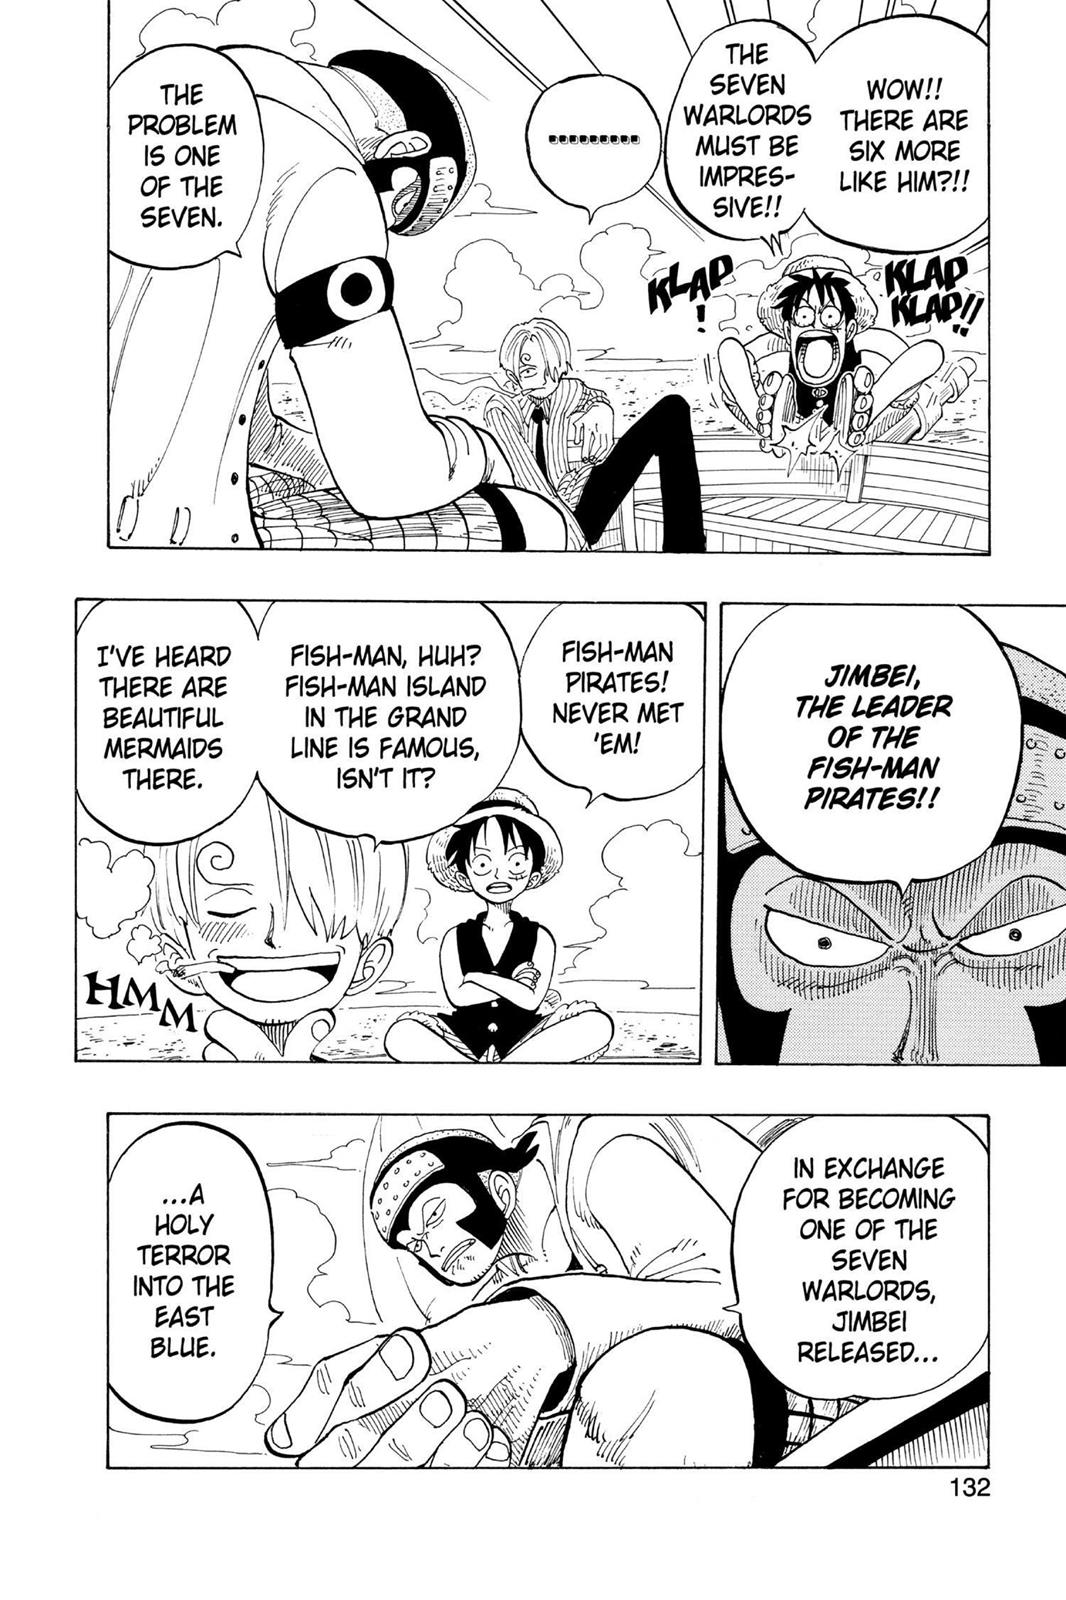 WOW!!
THERE ARE
SIX MORE
LIKE HIM?!!
THE
SEVEN
WARLORDS
MUST BE
IMPRES-
SIVE!!
KLAP
KLAP!!
KLAP!
.........
THE
PROBLEM
IS ONE
OF THE
SEVEN.
JIMBEI,
THE LEADER
OF THE
FISH-MAN
PIRATES!!
FISH-MAN
PIRATES!
NEVER MET
'EM!
FISH-MAN, HUH?
FISH-MAN ISLAND
IN THE GRAND
LINE IS FAMOUS,
ISN'T IT?
I'VE HEARD
THERE ARE
BEAUTIFUL
MERMAIDS
THERE.
HMM
IN EXCHANGE
FOR BECOMING
ONE OF THE
SEVEN
WARLORDS,
JIMBEI
RELEASED...
...A
HOLY
TERROR
INTO THE
EAST
BLUE.
132